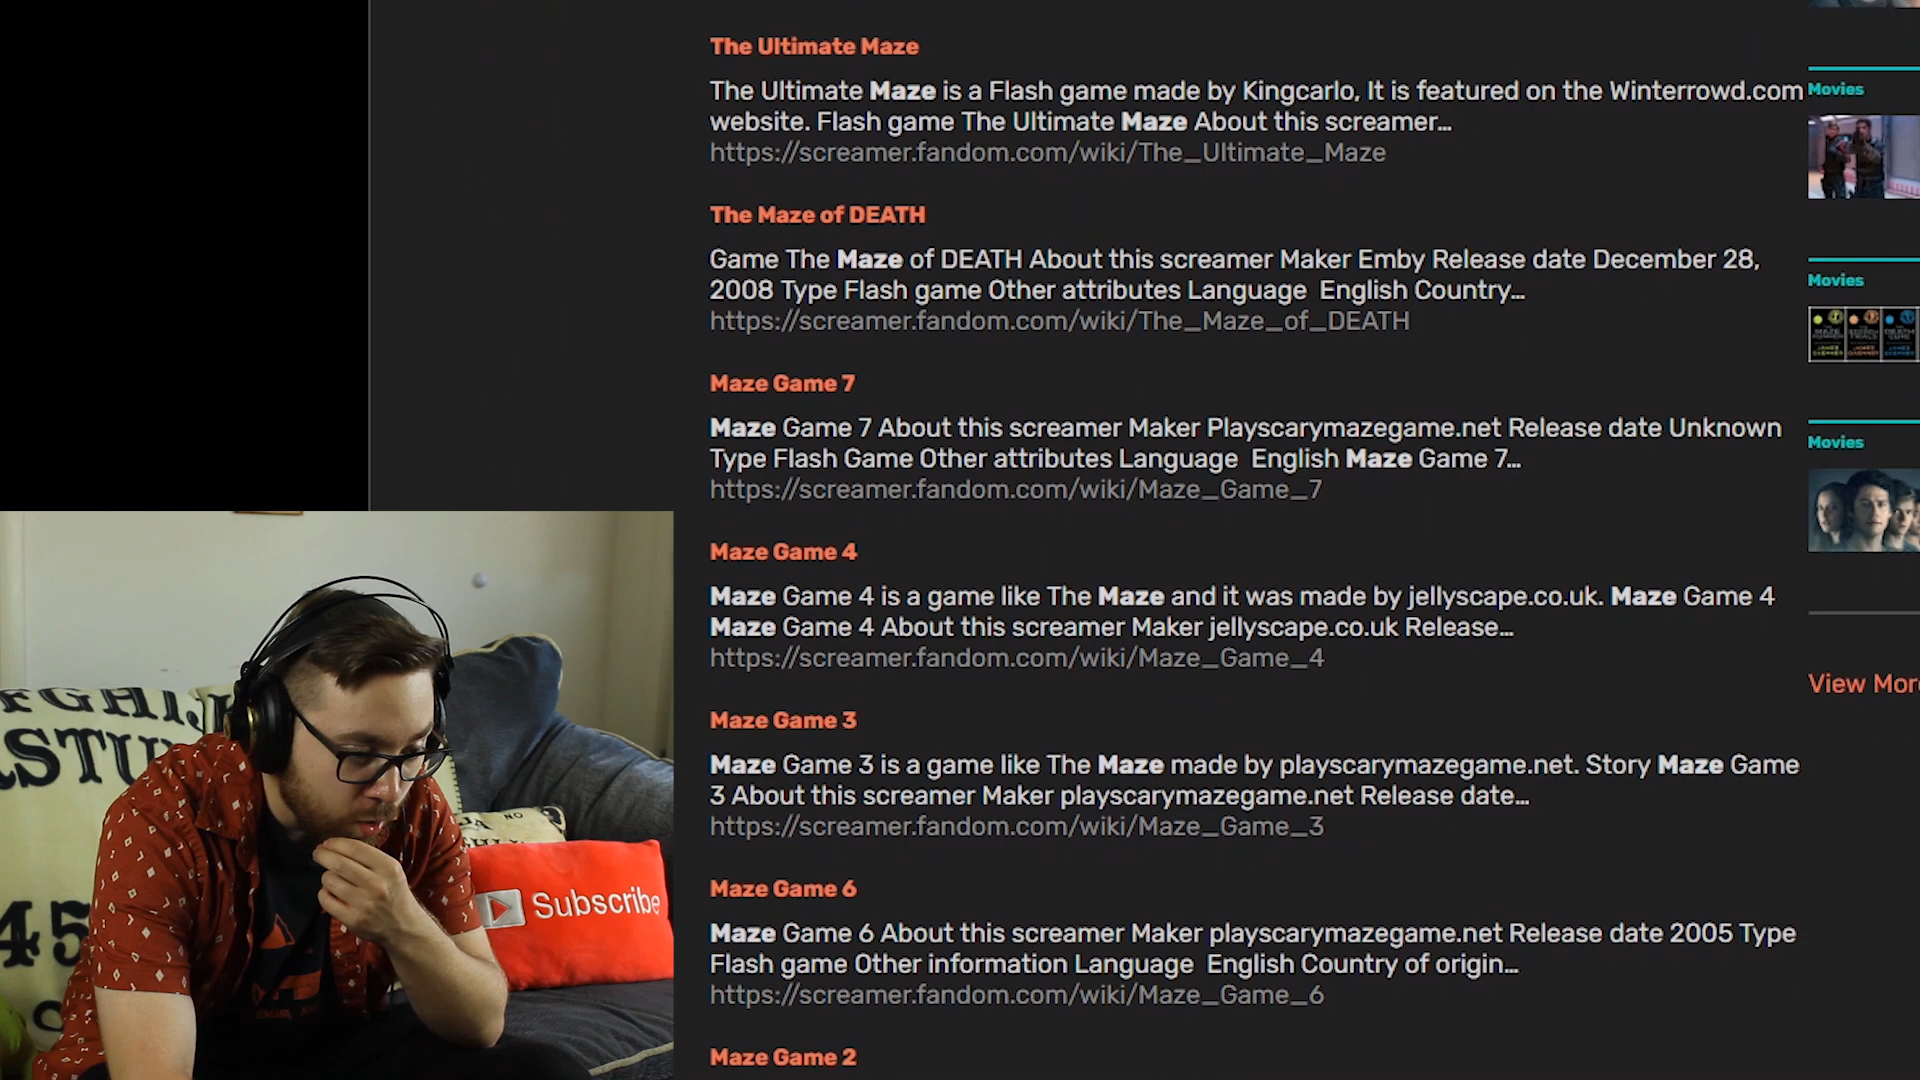 The Ultimate Maze
The Ultimate Maze is a Flash game made by Kingcarlo, It is featured on the Winterrowd.com
website. Flash game The Ultimate Maze About this screamer...
https://screamer.fandom.com/wiki/The_Ultimate_Maze
The Maze of DEATH
Game The Maze of DEATH About this screamer Maker Emby Release date December 28,
2008 Type Flash game Other attributes Language English Country...
https://screamer.fandom.com/wiki/The_Maze_of_DEATH
Maze Game 7
Maze Game 7 About this screamer Maker Playscarymazegame.net Release date Unknown
Type Flash Game Other attributes Language English Maze Game 7...
https://screamer.fandom.com/wiki/Maze_Game_7
Maze Game 4
Maze Game 4 is a game like The Maze and it was made by jellyscape.co.uk. Maze Game 4
Maze Game 4 About this screamer Maker jellyscape.co.uk Release...
https://screamer.fandom.com/wiki/Maze_Game_4
Maze Game 3
Maze Game 3 is a game like The Maze made by playscarymazegame.net. Story Maze Game
3 About this screamer Maker playscarymazegame.net Release date...
https://screamer.fandom.com/wiki/Maze_Game_3
Maze Game 6
Maze Game 6 About this screamer Maker playscarymazegame.net Release date 2005 Type
Flash game Other information Language English Country of origin...
https://screamer.fandom.com/wiki/Maze_Game_6
Maze Game 2
Movies
Movies
Movies
View Mor
Subscribe
NO
45